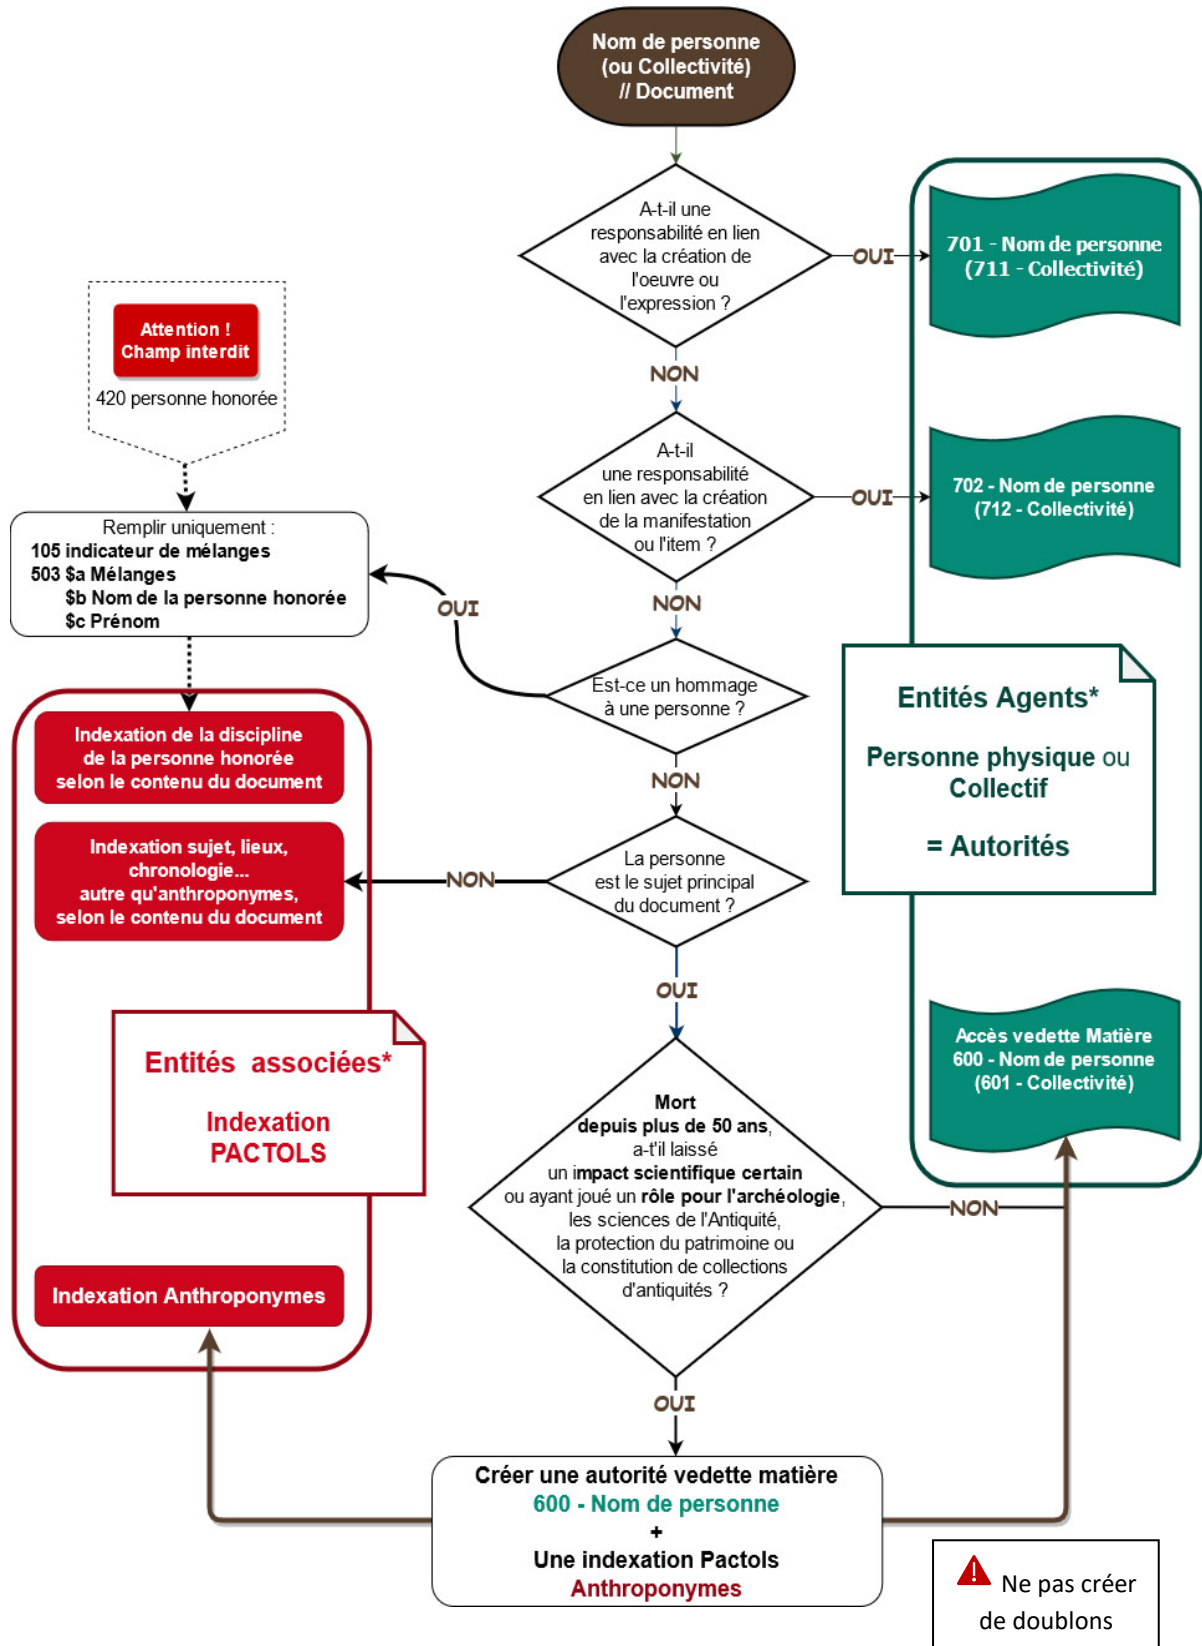 Nom de personne
(ou Collectivité)
// Document
A-t-il une
responsabilité en lien
avec la création de
l'oeuvre ou
l'expression ?
OUI
701 - Nom de personne
(711 - Collectivité)
NON
Attention !
Champ interdit
420 personne honorée
A-t-il
une responsabilité
en lien avec la création
de la manifestation
ou l'item ?
OUI
702 - Nom de personne
(712 - Collectivité)
NON
Remplir uniquement :
105 indicateur de mélanges
503 $a Mélanges
$b Nom de la personne honorée
$c Prénom
OUI
Est-ce un hommage
à une personne ?
NON
Entités Agents*
Personne physique ou
Collectif
= Autorités
Indexation de la discipline
de la personne honorée
selon le contenu du document
Indexation sujet, lieux,
chronologie...
autre qu'anthroponymes,
selon le contenu du document
NON
La personne
est le sujet principal
du document ?
OUI
Entités associées*
Indexation
PACTOLS
Accès vedette Matière
600 - Nom de personne
(601 - Collectivité)
Mort
depuis plus de 50 ans,
a-t'il laissé
un impact scientifique certain
ou ayant joué un rôle pour l'archéologie,
les sciences de l'Antiquité,
la protection du patrimoine ou
la constitution de collections
d'antiquités ?
NON
Indexation Anthroponymes
OUI
Créer une autorité vedette matière
600 - Nom de personne
+
Une indexation Pactols
Anthroponymes
! Ne pas créer
de doublons